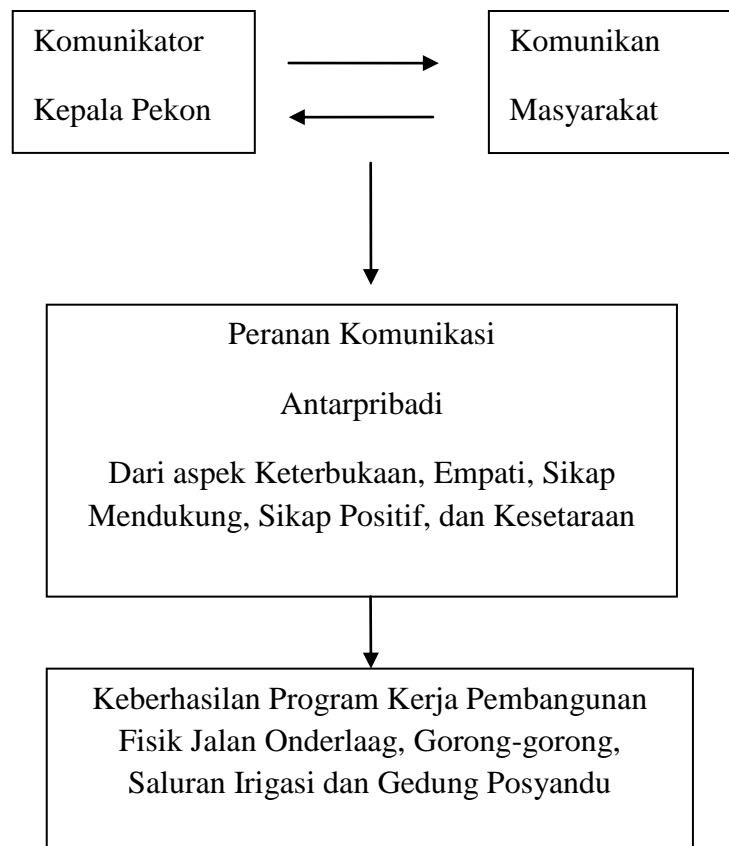 Komunikator
Kepala Pekon
Komunikan
Masyarakat
Peranan Komunikasi
Antarpribadi
Dari aspek Keterbukaan, Empati, Sikap
Mendukung, Sikap Positif, dan Kesetaraan
Keberhasilan Program Kerja Pembangunan
Fisik Jalan Onderlaag, Gorong-gorong,
Saluran Irigasi dan Gedung Posyandu